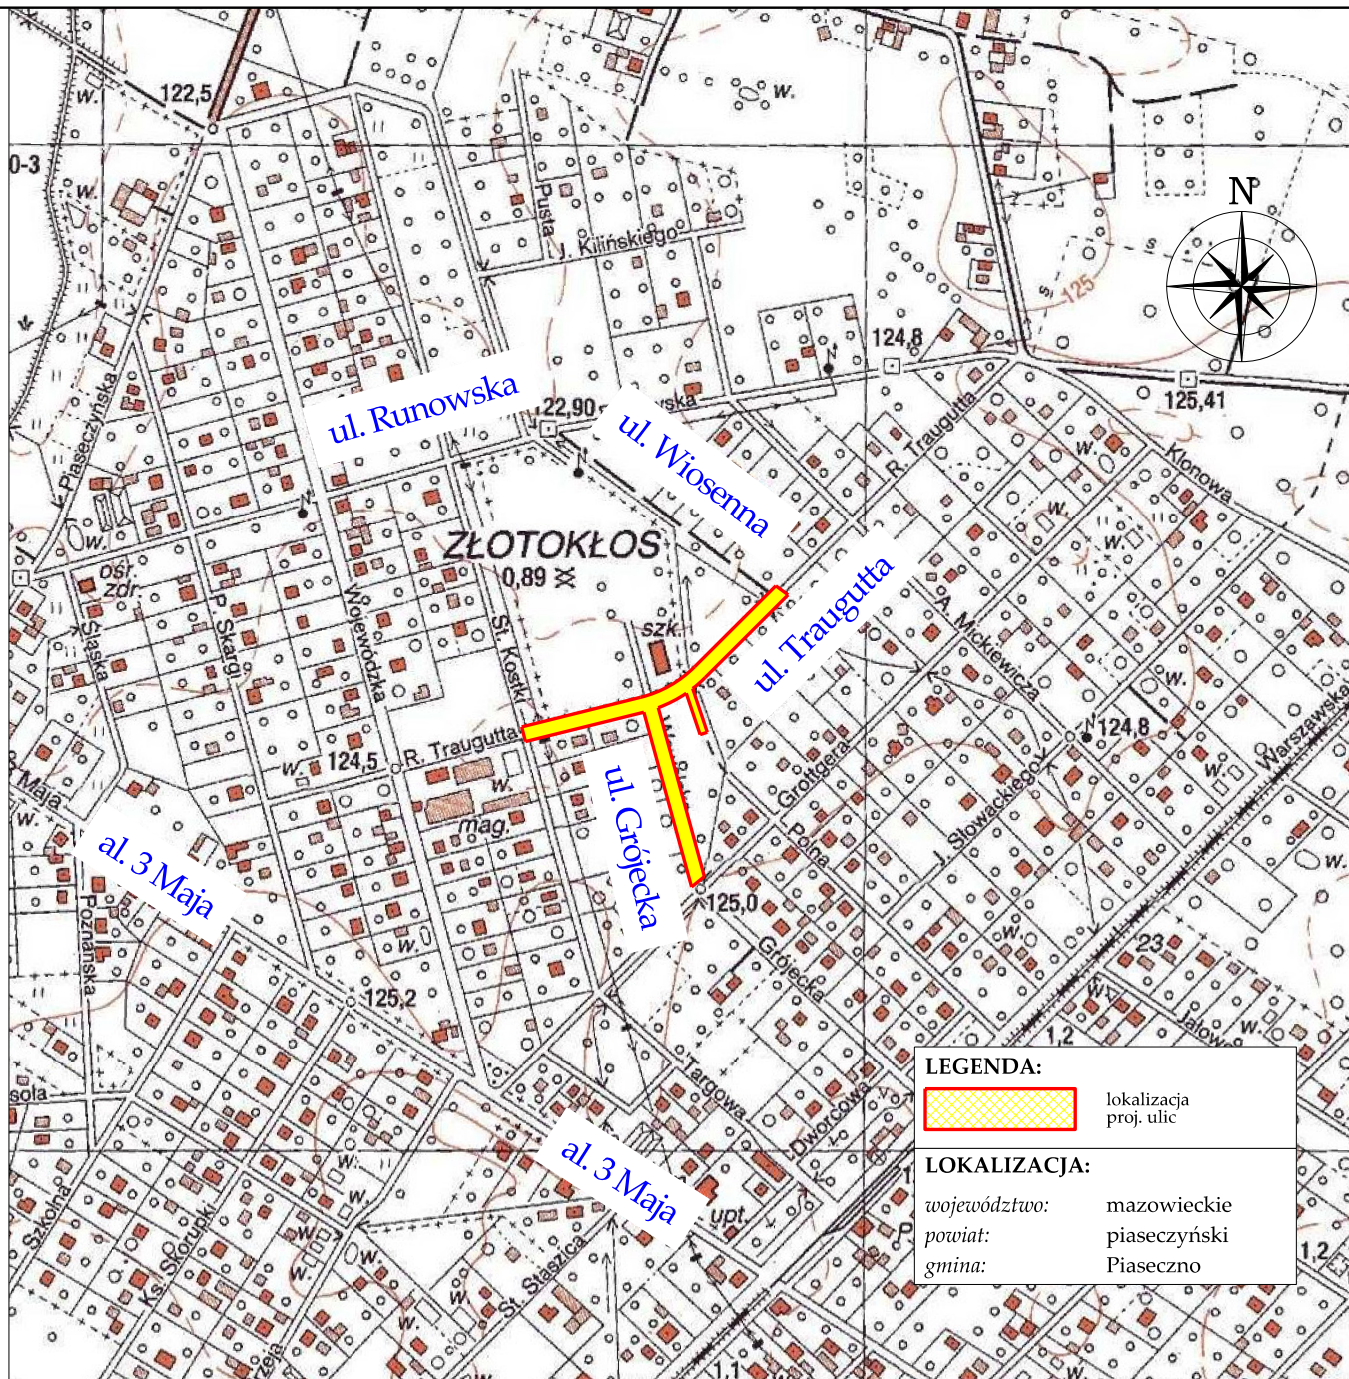 w.
122,5
w.
0-3
w.
N
Pusta
J. Kilińskiego
s
s
125
124,8
125,41
Piaseczyńska
ul. Runowska
22,90
ul. Wiosenna
R. Traugutta
w.
Klonowa
w.
w.
w.
ZŁOTOKŁOS
0,89
N
N
N
ośr.
zdr.
Śląska
P. Skargi
Wojewódzka
St. Kostki
szk.
ul. Traugutta
A. Mickiewicza
w.
N
124,8
Warszawska
R. Traugutta
124,5
w.
w.
mag.
3 Maja
w.
al. 3 Maja
ul. Grójecka
Grottgera
Polna
J. Słowackiego
w.
w.
125,0
Poznańska
w.
Grójecka
w.
23
w.
w.
125,2
1,2
Targowa
Dworcowa
LEGENDA:
lokalizacja
proj. ulic
LOKALIZACJA:
województwo: mazowieckie
powiat: piaseczyński
gmina: Piaseczno
al. 3 Maja
upt.
w.
w.
w.
w.
w.
w.
w.
Szkolna
Ks. Skorupki
St. Staszica
1,2
1,1
w.